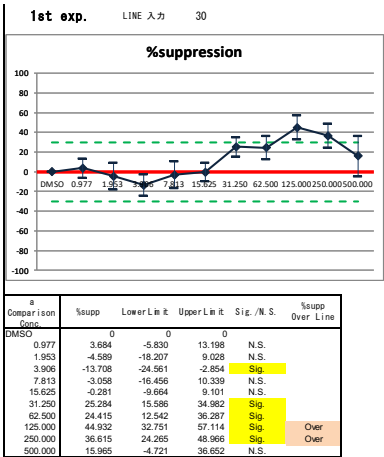 1st exp. LINE 入力 30
%suppression
100
80
60
40
20
0
DMSO 0.977 1.953 3.906 7.813 15.625 31.250 62.500 125.000 250.000 500.000
-20
-40
-60
-80
-100
a Comparison Conc. %supp LowerLimit UpperLimit Sig./N.S. %supp Over Line
DMSO 0 0 0
0.977 3.684 -5.830 13.198 N.S.
1.953 -4.589 -18.207 9.028 N.S.
3.906 -13.708 -24.561 -2.854 Sig.
7.813 -3.058 -16.456 10.339 N.S.
15.625 -0.281 -9.664 9.101 N.S.
31.250 25.284 15.586 34.982 Sig.
62.500 24.415 12.542 36.287 Sig.
125.000 44.932 32.751 57.114 Sig. Over
250.000 36.615 24.265 48.966 Sig. Over
500.000 15.965 -4.721 36.652 N.S.